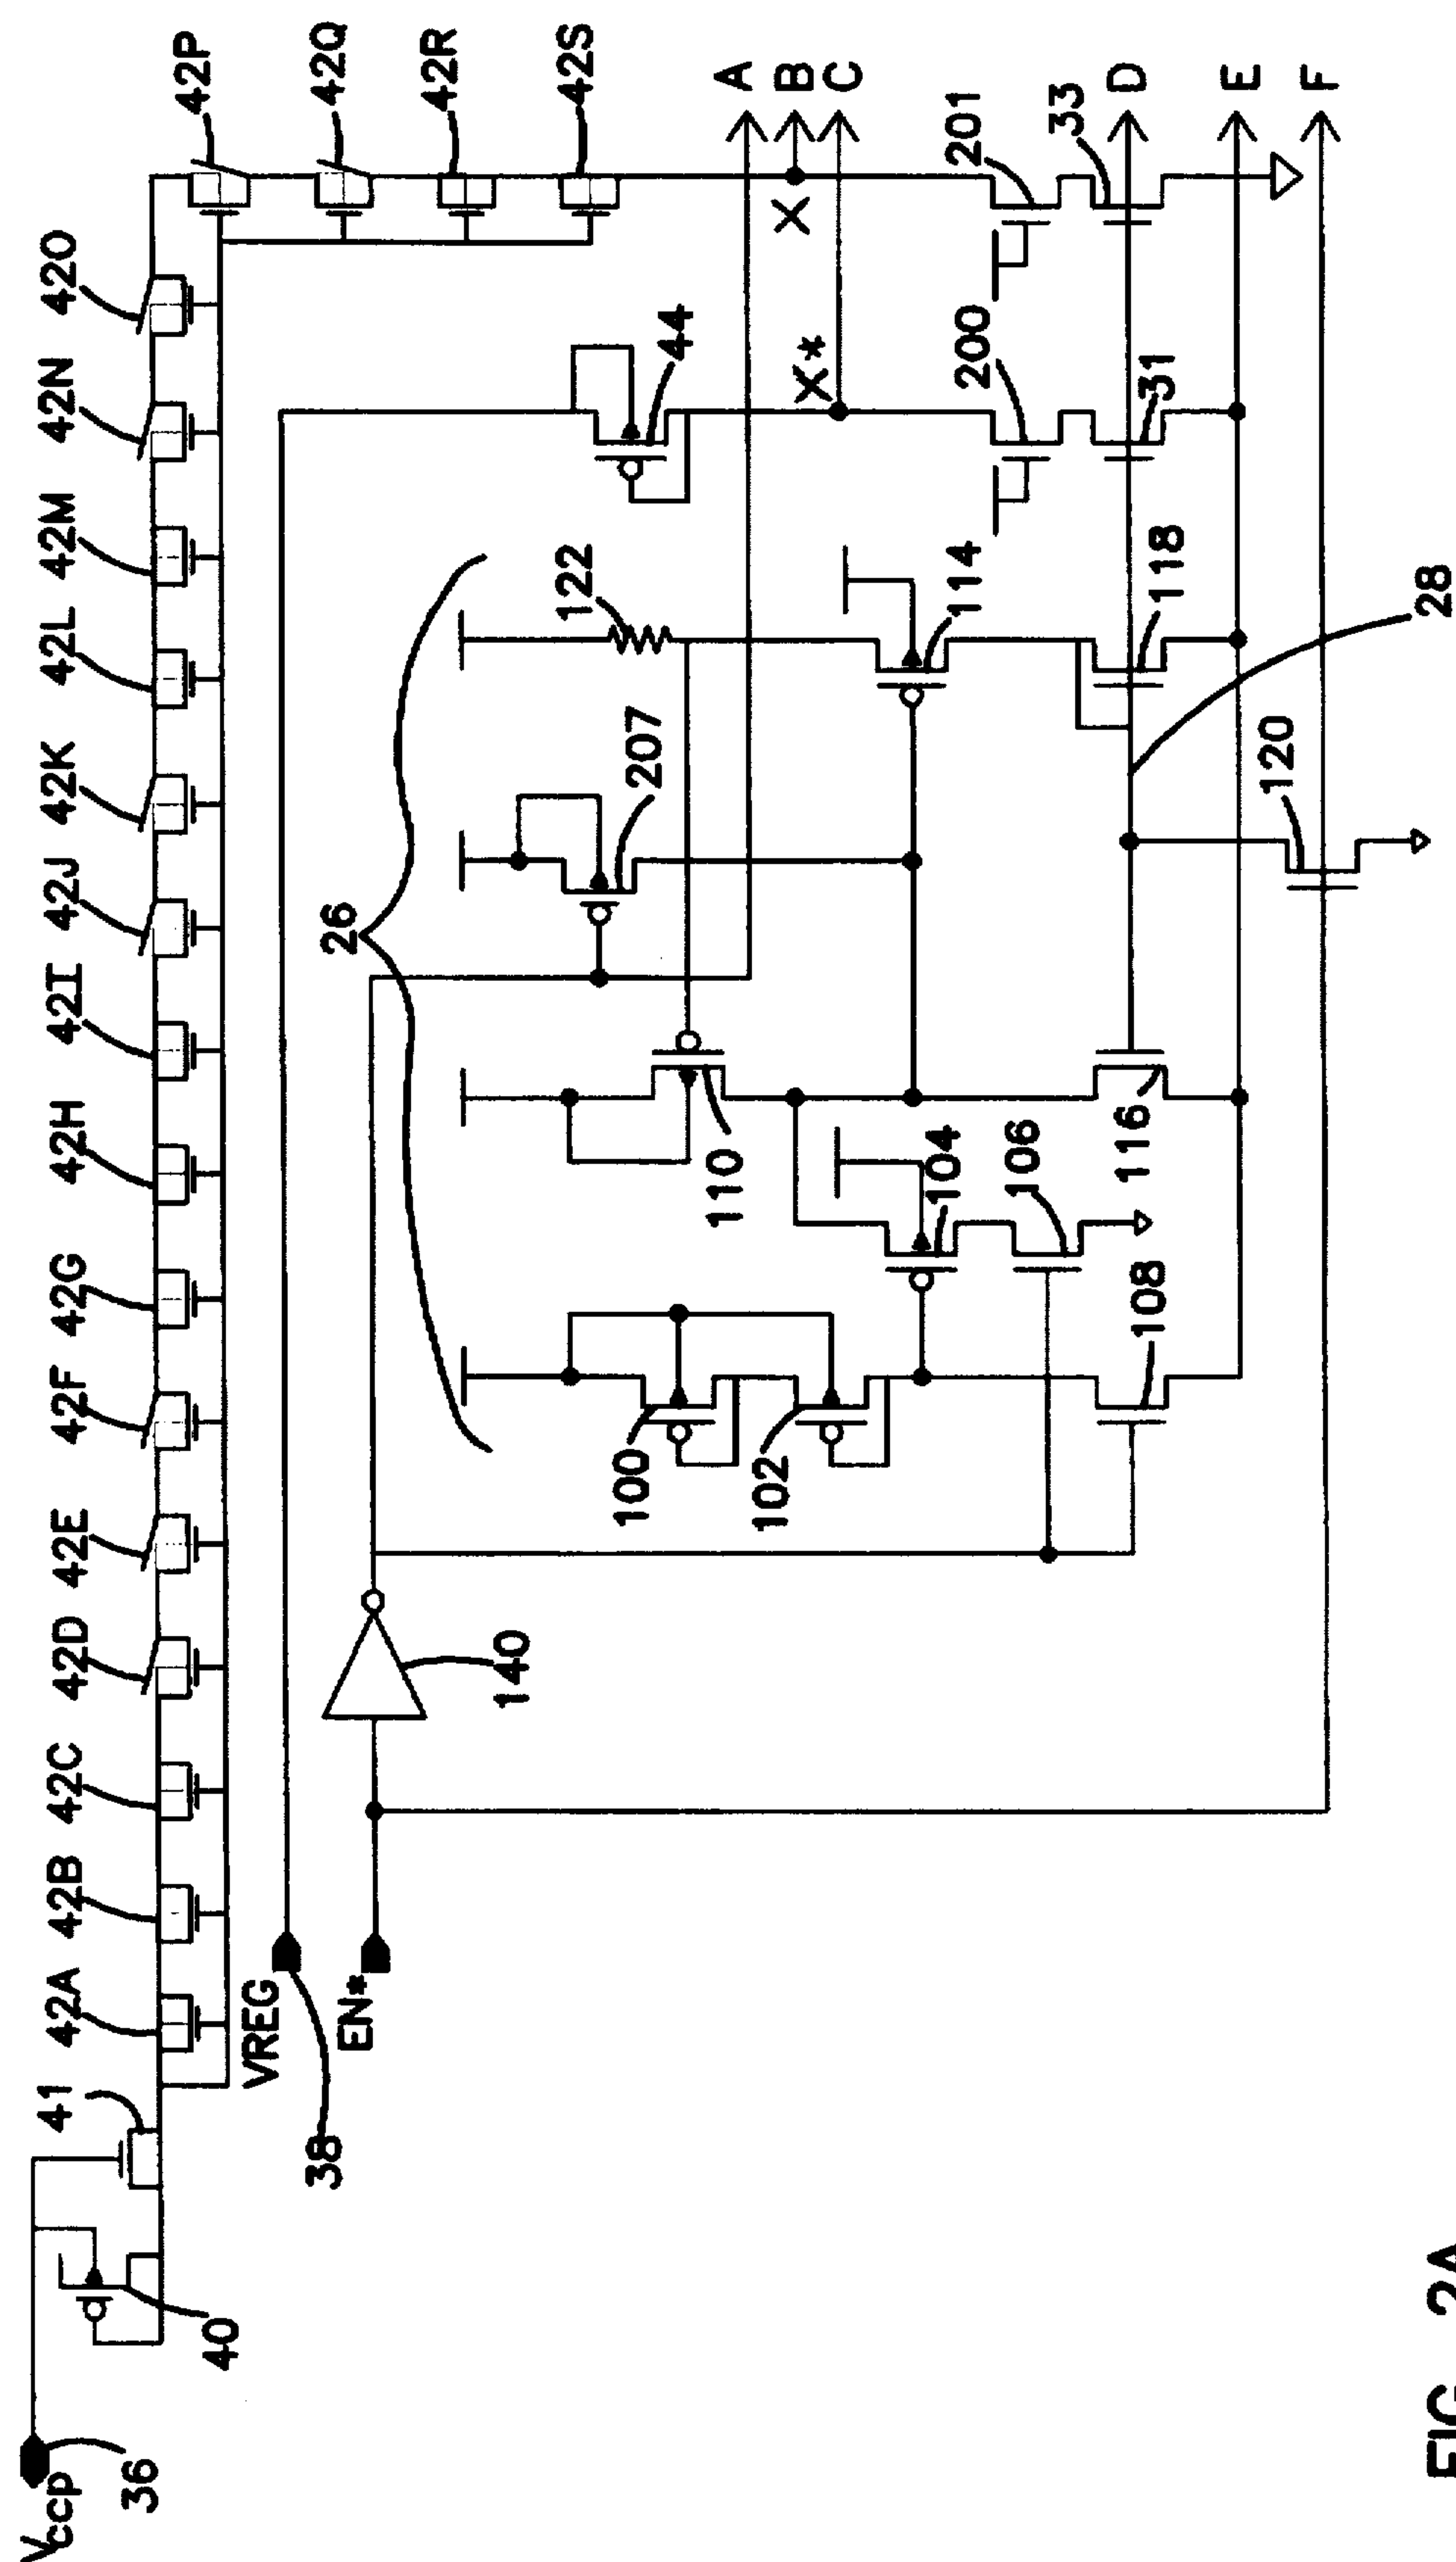 Vccp
36
40
41
42A
42B
42C
42D
42E
42F
42G
42H
42I
42J
42K
42L
42M
42N
42O
42P
42Q
42R
42S
VREG
38
EN*
140
26
100
102
104
106
108
110
207
122
114
116
118
120
28
44
X*
X
200
201
31
33
A
B
C
D
E
F
FIG. 2A